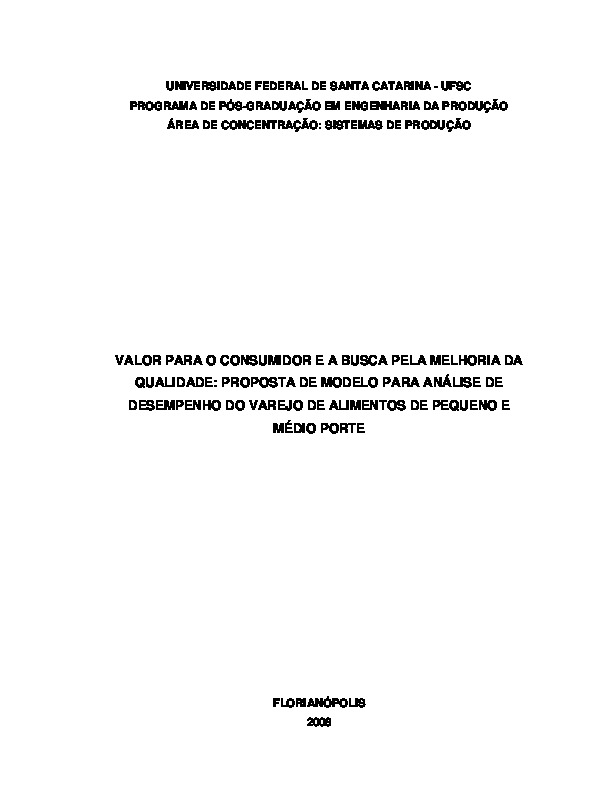 UNIVERSIDADE FEDERAL DE SANTA CATARINA - UFSC
PROGRAMA DE PÓS-GRADUAÇÃO EM ENGENHARIA DA PRODUÇÃO
ÁREA DE CONCENTRAÇÃO: SISTEMAS DE PRODUÇÃO
VALOR PARA O CONSUMIDOR E A BUSCA PELA MELHORIA DA
QUALIDADE: PROPOSTA DE MODELO PARA ANÁLISE DE
DESEMPENHO DO VAREJO DE ALIMENTOS DE PEQUENO E
MÉDIO PORTE
FLORIANÓPOLIS
2008